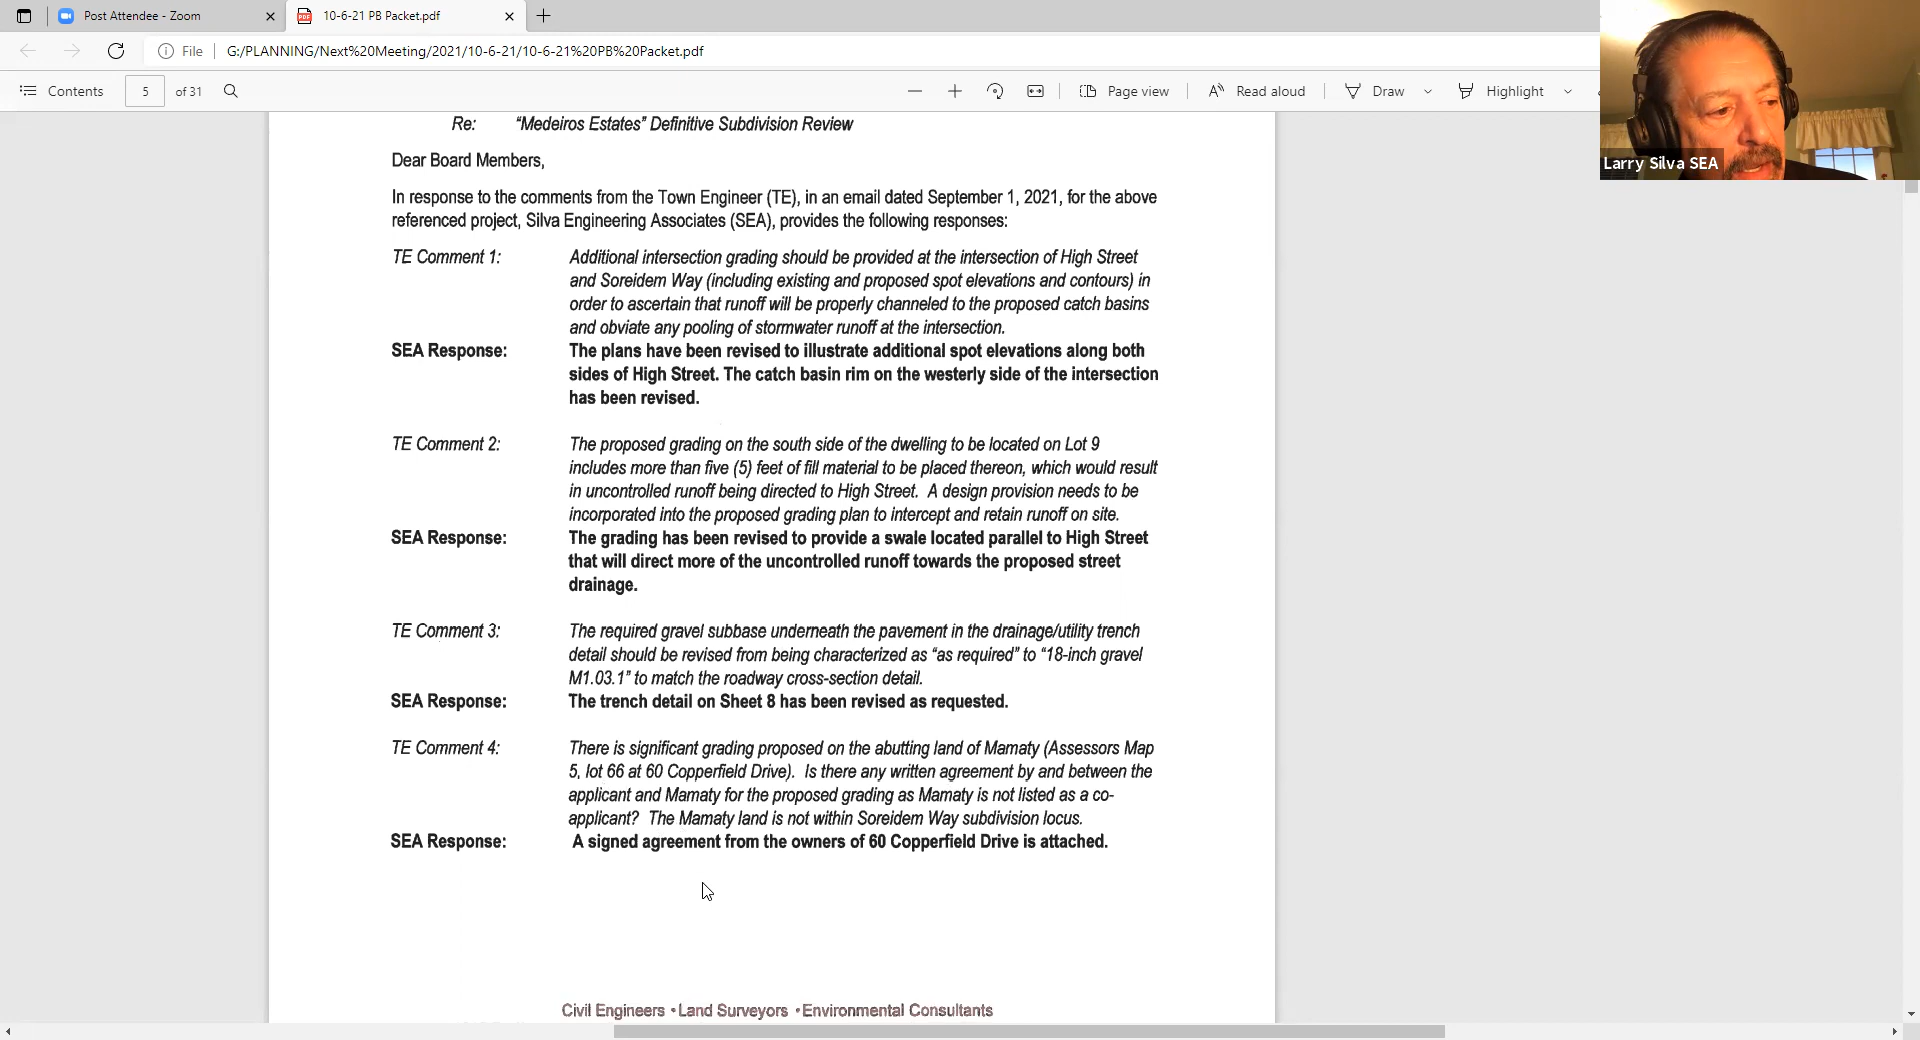 Post Attendee - Zoom
10-6-21 PB Packet.pdf
File
G:/PLANNING/Next%20Meeting/2021/10-6-21/10-6-21%20PB%20Packet.pdf
Contents
5
of 31
Page view
Read aloud
Draw
Highlight
Larry Silva SEA
Re: "Medeiros Estates" Definitive Subdivision Review
Dear Board Members,
In response to the comments from the Town Engineer (TE), in an email dated September 1, 2021, for the above
referenced project, Silva Engineering Associates (SEA), provides the following responses:
TE Comment 1: Additional intersection grading should be provided at the intersection of High Street
and Soreidem Way (including existing and proposed spot elevations and contours) in
order to ascertain that runoff will be properly channeled to the proposed catch basins
and obviate any pooling of stormwater runoff at the intersection.
SEA Response: The plans have been revised to illustrate additional spot elevations along both
sides of High Street. The catch basin rim on the westerly side of the intersection
has been revised.
TE Comment 2: The proposed grading on the south side of the dwelling to be located on Lot 9
includes more than five (5) feet of fill material to be placed thereon, which would result
in uncontrolled runoff being directed to High Street. A design provision needs to be
incorporated into the proposed grading plan to intercept and retain runoff on site.
SEA Response: The grading has been revised to provide a swale located parallel to High Street
that will direct more of the uncontrolled runoff towards the proposed street
drainage.
TE Comment 3: The required gravel subbase underneath the pavement in the drainage/utility trench
detail should be revised from being characterized as "as required" to "18-inch gravel
M1.03.1" to match the roadway cross-section detail.
SEA Response: The trench detail on Sheet 8 has been revised as requested.
TE Comment 4: There is significant grading proposed on the abutting land of Mamaty (Assessors Map
5, lot 66 at 60 Copperfield Drive). Is there any written agreement by and between the
applicant and Mamaty for the proposed grading as Mamaty is not listed as a co-
applicant? The Mamaty land is not within Soreidem Way subdivision locus.
SEA Response: A signed agreement from the owners of 60 Copperfield Drive is attached.
Civil Engineers • Land Surveyors • Environmental Consultants